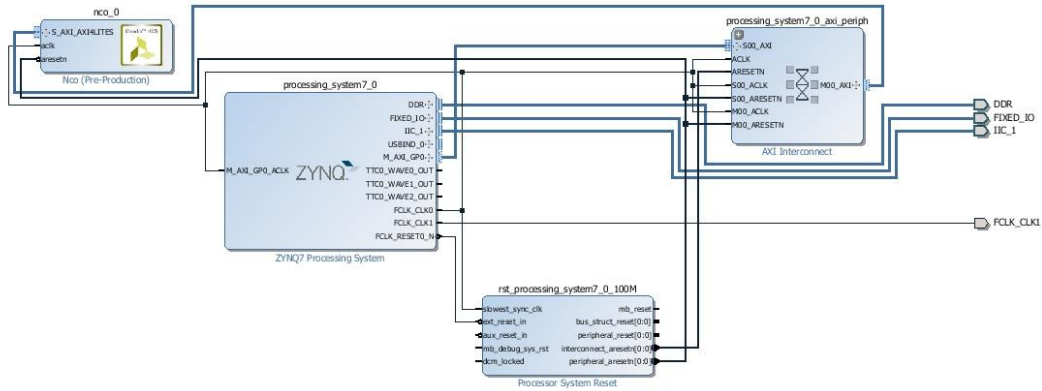 nco_0
S_AXI_AXI4LITES
aclk
aresetn
Nco (Pre-Production)
processing_system7_0
DDR
FIXED_IO
IIC_1
USBIND_0
M_AXI_GP0
M_AXI_GP0_ACLK
ZYNQ
TTC0_WAVE0_OUT
TTC0_WAVE1_OUT
TTC0_WAVE2_OUT
FCLK_CLK0
FCLK_CLK1
FCLK_RESET0_N
ZYNQ7 Processing System
processing_system7_0_axi_periph
S00_AXI
ACLK
ARESETN
S00_ACLK
M00_AXI
S00_ARESETN
M00_ACLK
M00_ARESETN
AXI Interconnect
DDR
FIXED_IO
IIC_1
FCLK_CLK1
rst_processing_system7_0_100M
slowest_sync_clk
mb_reset
ext_reset_in
bus_struct_reset[0:0]
aux_reset_in
peripheral_reset[0:0]
mb_debug_sys_rst
interconnect_aresetn[0:0]
dcm_locked
peripheral_aresetn[0:0]
Processor System Reset